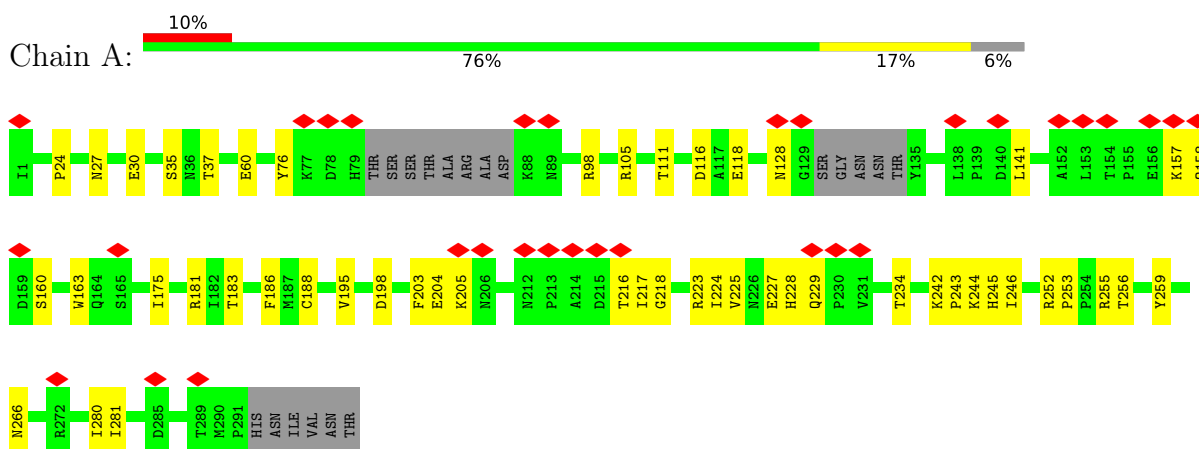 10%
Chain A:
76% 17% 6%
I1 P24 N27 E30 S35 N36 T37 E60 Y76 K77 D78 H79 THR SER SER THR ALA ARG ALA ASP K88 N89 R98 R105 T111 D116 A117 E118 N128 G129 SER GLY ASN ASN THR Y135 L138 P139 D140 L141 A152 L153 T154 P155 E156 K157
D159 S160 W163 Q164 S165 I175 R181 I182 T183 F186 M187 C188 V195 D198 F203 E204 K205 N206 N212 P213 A214 D215 T216 I217 G218 R223 I224 V225 N226 E227 H228 Q229 P230 V231 T234 K242 P243 K244 H245 I246 R252 P253 P254 R255 T256 Y259
N266 R272 I280 I281 D285 T289 M290 P291 HIS ASN ILE VAL ASN THR